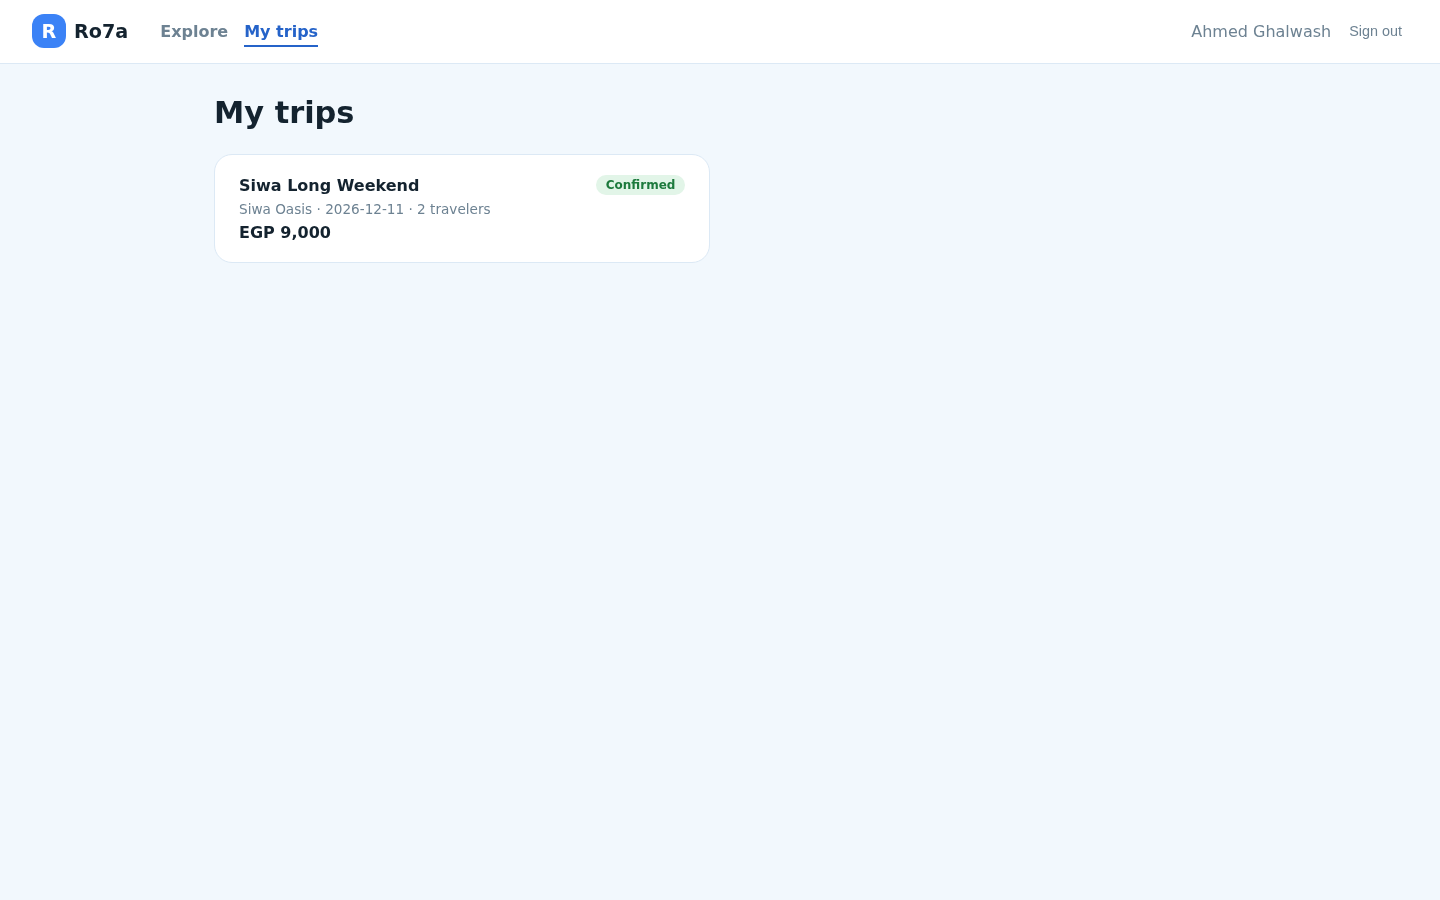 R Ro7a Explore My trips Ahmed Ghalwash Sign out
My trips
Siwa Long Weekend Confirmed
Siwa Oasis · 2026-12-11 · 2 travelers
EGP 9,000